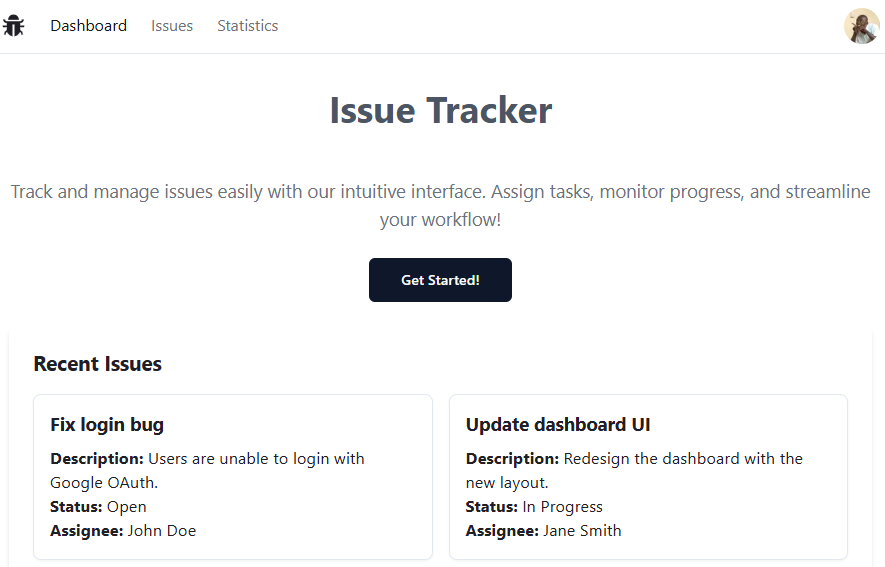 Dashboard Issues Statistics
Issue Tracker
Track and manage issues easily with our intuitive interface. Assign tasks, monitor progress, and streamline
your workflow!
Get Started!
Recent Issues
Fix login bug
Description: Users are unable to login with
Google OAuth.
Status: Open
Assignee: John Doe
Update dashboard UI
Description: Redesign the dashboard with the
new layout.
Status: In Progress
Assignee: Jane Smith